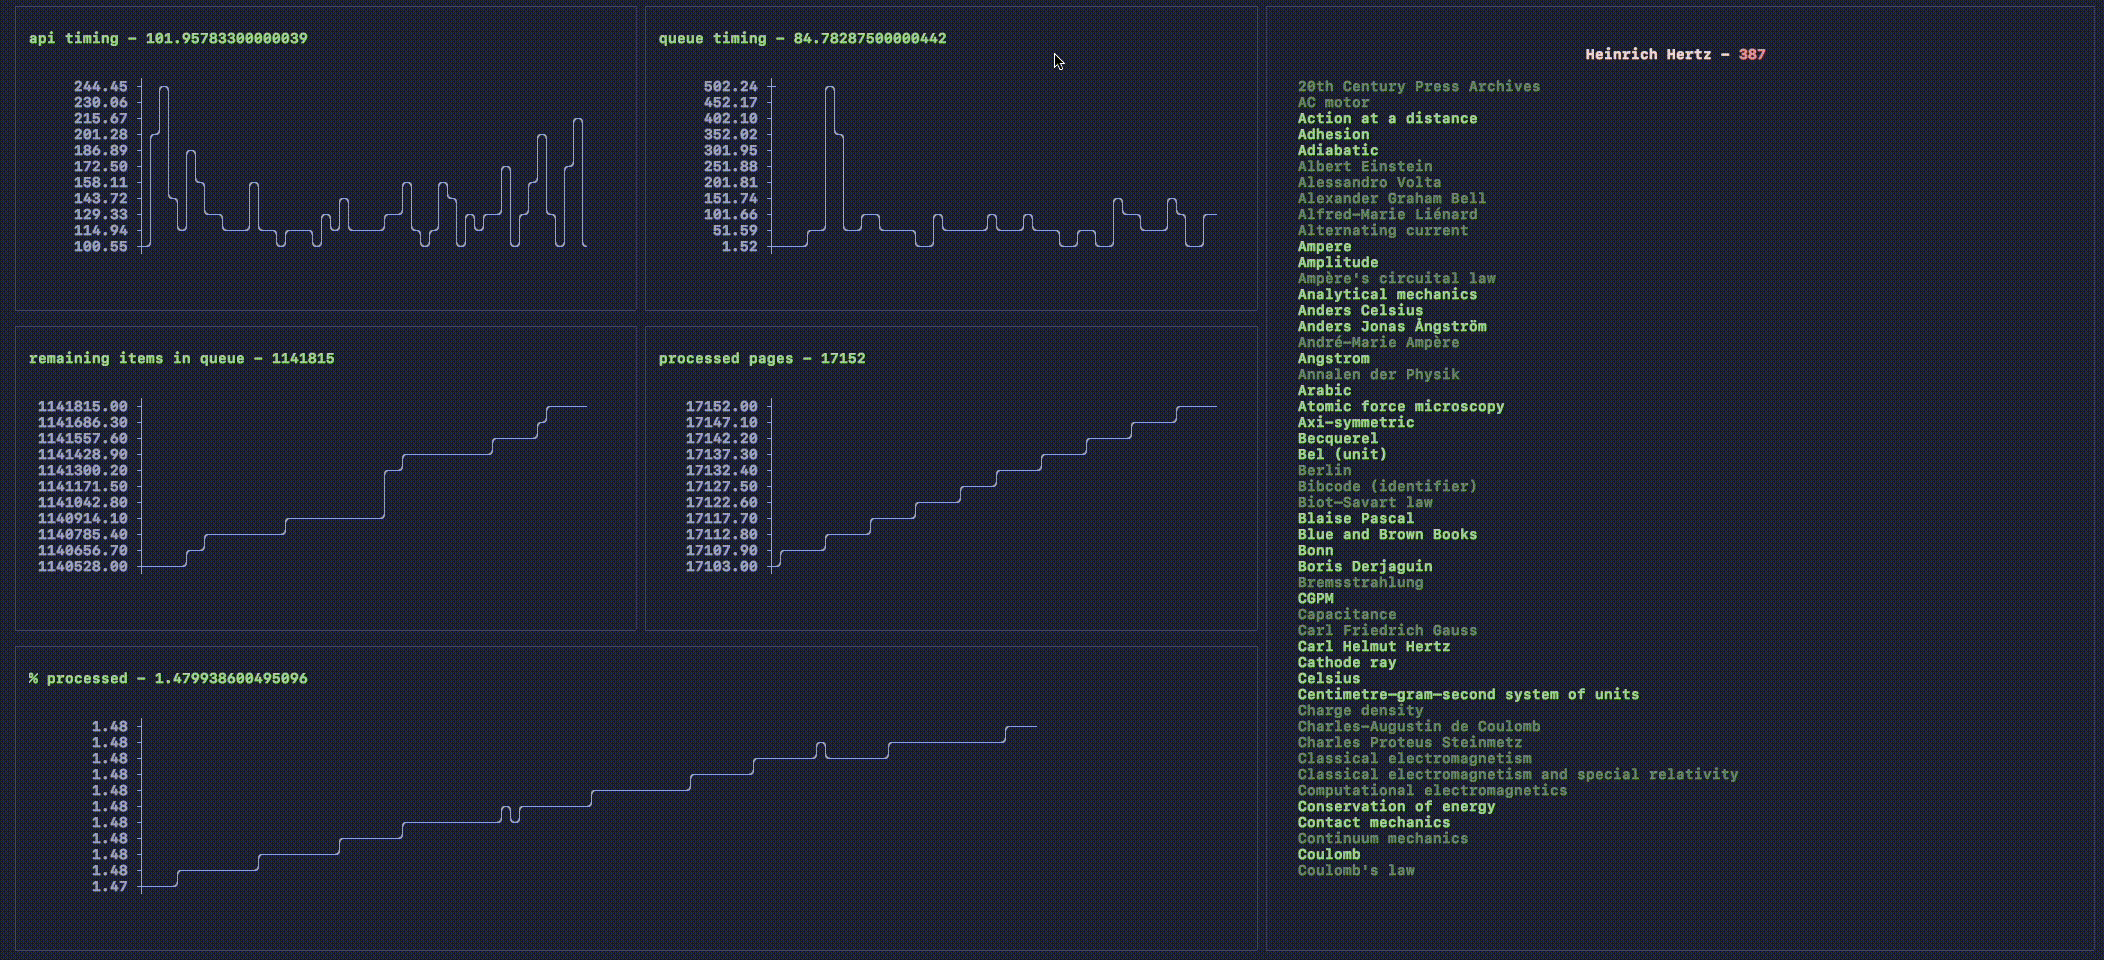 api timing – 101.95783300000039
244.45
230.06
215.67
201.28
186.89
172.50
158.11
143.72
129.33
114.94
100.55
queue timing – 84.78287500000442
502.24
452.17
402.10
352.02
301.95
251.88
201.81
151.74
101.66
51.59
1.52
remaining items in queue – 1141815
1141815.00
1141686.30
1141557.60
1141428.90
1141300.20
1141171.50
1141042.80
1140914.10
1140785.40
1140656.70
1140528.00
processed pages – 17152
17152.00
17147.10
17142.20
17137.30
17132.40
17127.50
17122.60
17117.70
17112.80
17107.90
17103.00
% processed – 1.479938600495096
1.48
1.48
1.48
1.48
1.48
1.48
1.48
1.48
1.48
1.48
1.47
Heinrich Hertz – 387
20th Century Press Archives
AC motor
Action at a distance
Adhesion
Adiabatic
Albert Einstein
Alessandro Volta
Alexander Graham Bell
Alfred-Marie Liénard
Alternating current
Ampere
Amplitude
Ampère's circuital law
Analytical mechanics
Anders Celsius
Anders Jonas Ångström
André-Marie Ampère
Angstrom
Annalen der Physik
Arabic
Atomic force microscopy
Axi-symmetric
Becquerel
Bel (unit)
Berlin
Bibcode (identifier)
Biot–Savart law
Blaise Pascal
Blue and Brown Books
Bonn
Boris Derjaguin
Bremsstrahlung
CGPM
Capacitance
Carl Friedrich Gauss
Carl Helmut Hertz
Cathode ray
Celsius
Centimetre–gram–second system of units
Charge density
Charles-Augustin de Coulomb
Charles Proteus Steinmetz
Classical electromagnetism
Classical electromagnetism and special relativity
Computational electromagnetics
Conservation of energy
Contact mechanics
Continuum mechanics
Coulomb
Coulomb's law